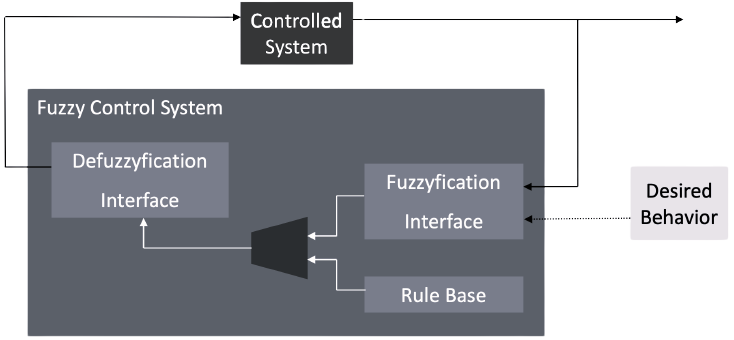 Controlled
System
Fuzzy Control System
Defuzzyfication
Interface
Fuzzyfication
Interface
Desired
Behavior
Rule Base